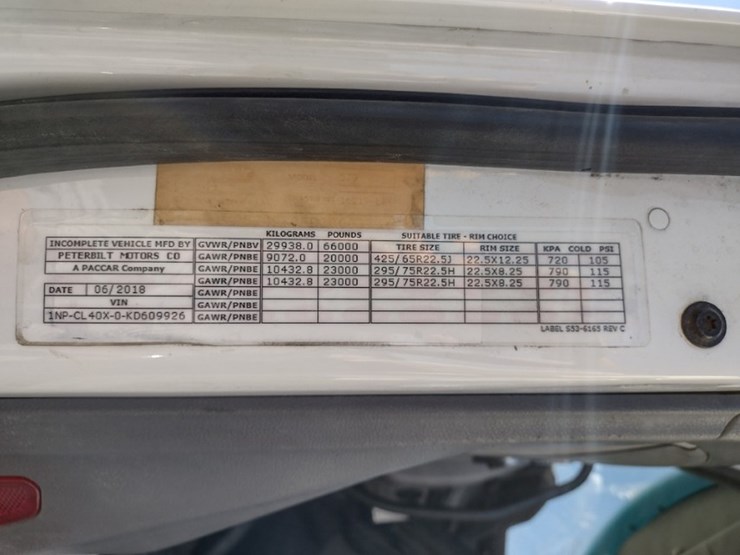 KILOGRAMS POUNDS SUITABLE TIRE - RIM CHOICE
INCOMPLETE VEHICLE MFD BY GVWR/PNBV 29938.0 66000 TIRE SIZE RIM SIZE KPA COLD PSI
PETERBILT MOTORS CO GAWR/PNBE 9072.0 20000 425/65R22.5J 22.5X12.25 720 105
A PACCAR Company GAWR/PNBE 10432.8 23000 295/75R22.5H 22.5X8.25 790 115
GAWR/PNBE 10432.8 23000 295/75R22.5H 22.5X8.25 790 115
DATE 06/2018 GAWR/PNBE
VIN GAWR/PNBE
1NP-CL40X-0-KD609926 GAWR/PNBE
LABEL S53-6165 REV C